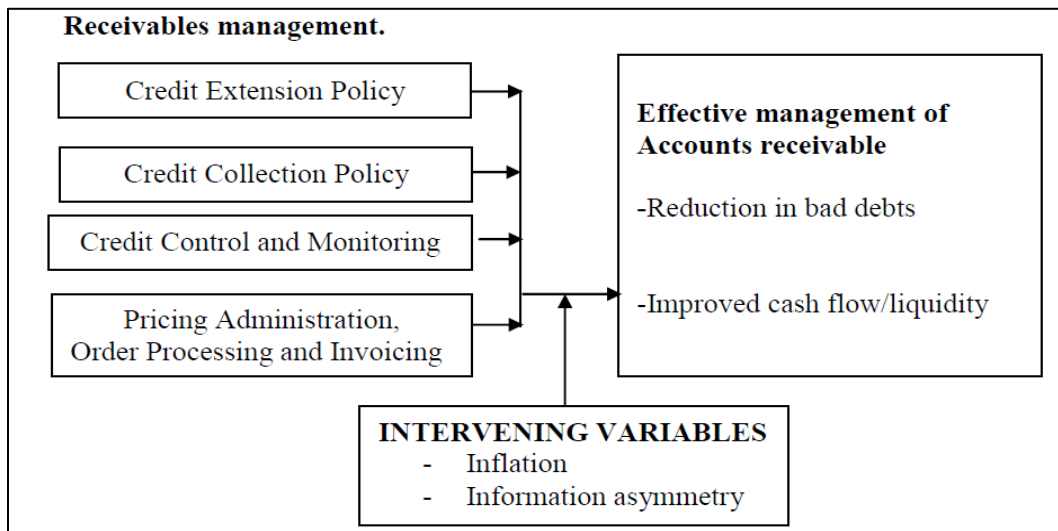 Receivables management.
Credit Extension Policy
Credit Collection Policy
Credit Control and Monitoring
Pricing Administration,
Order Processing and Invoicing
Effective management of
Accounts receivable
-Reduction in bad debts
-Improved cash flow/liquidity
INTERVENING VARIABLES
- Inflation
- Information asymmetry